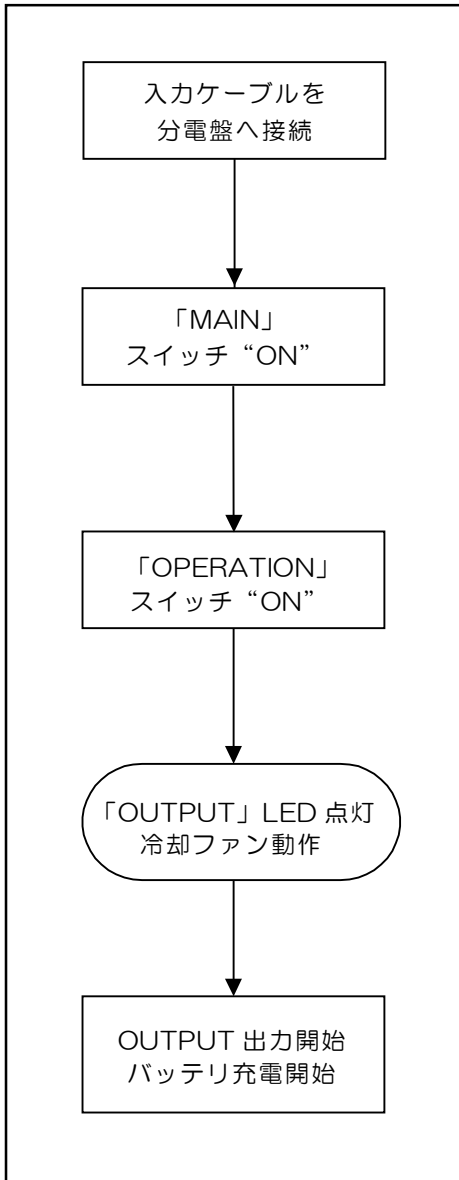 入力ケーブルを
分電盤へ接続
「MAIN」
スイッチ“ON”
「OPERATION」
スイッチ“ON”
「OUTPUT」LED 点灯
冷却ファン動作
OUTPUT 出力開始
バッテリ充電開始